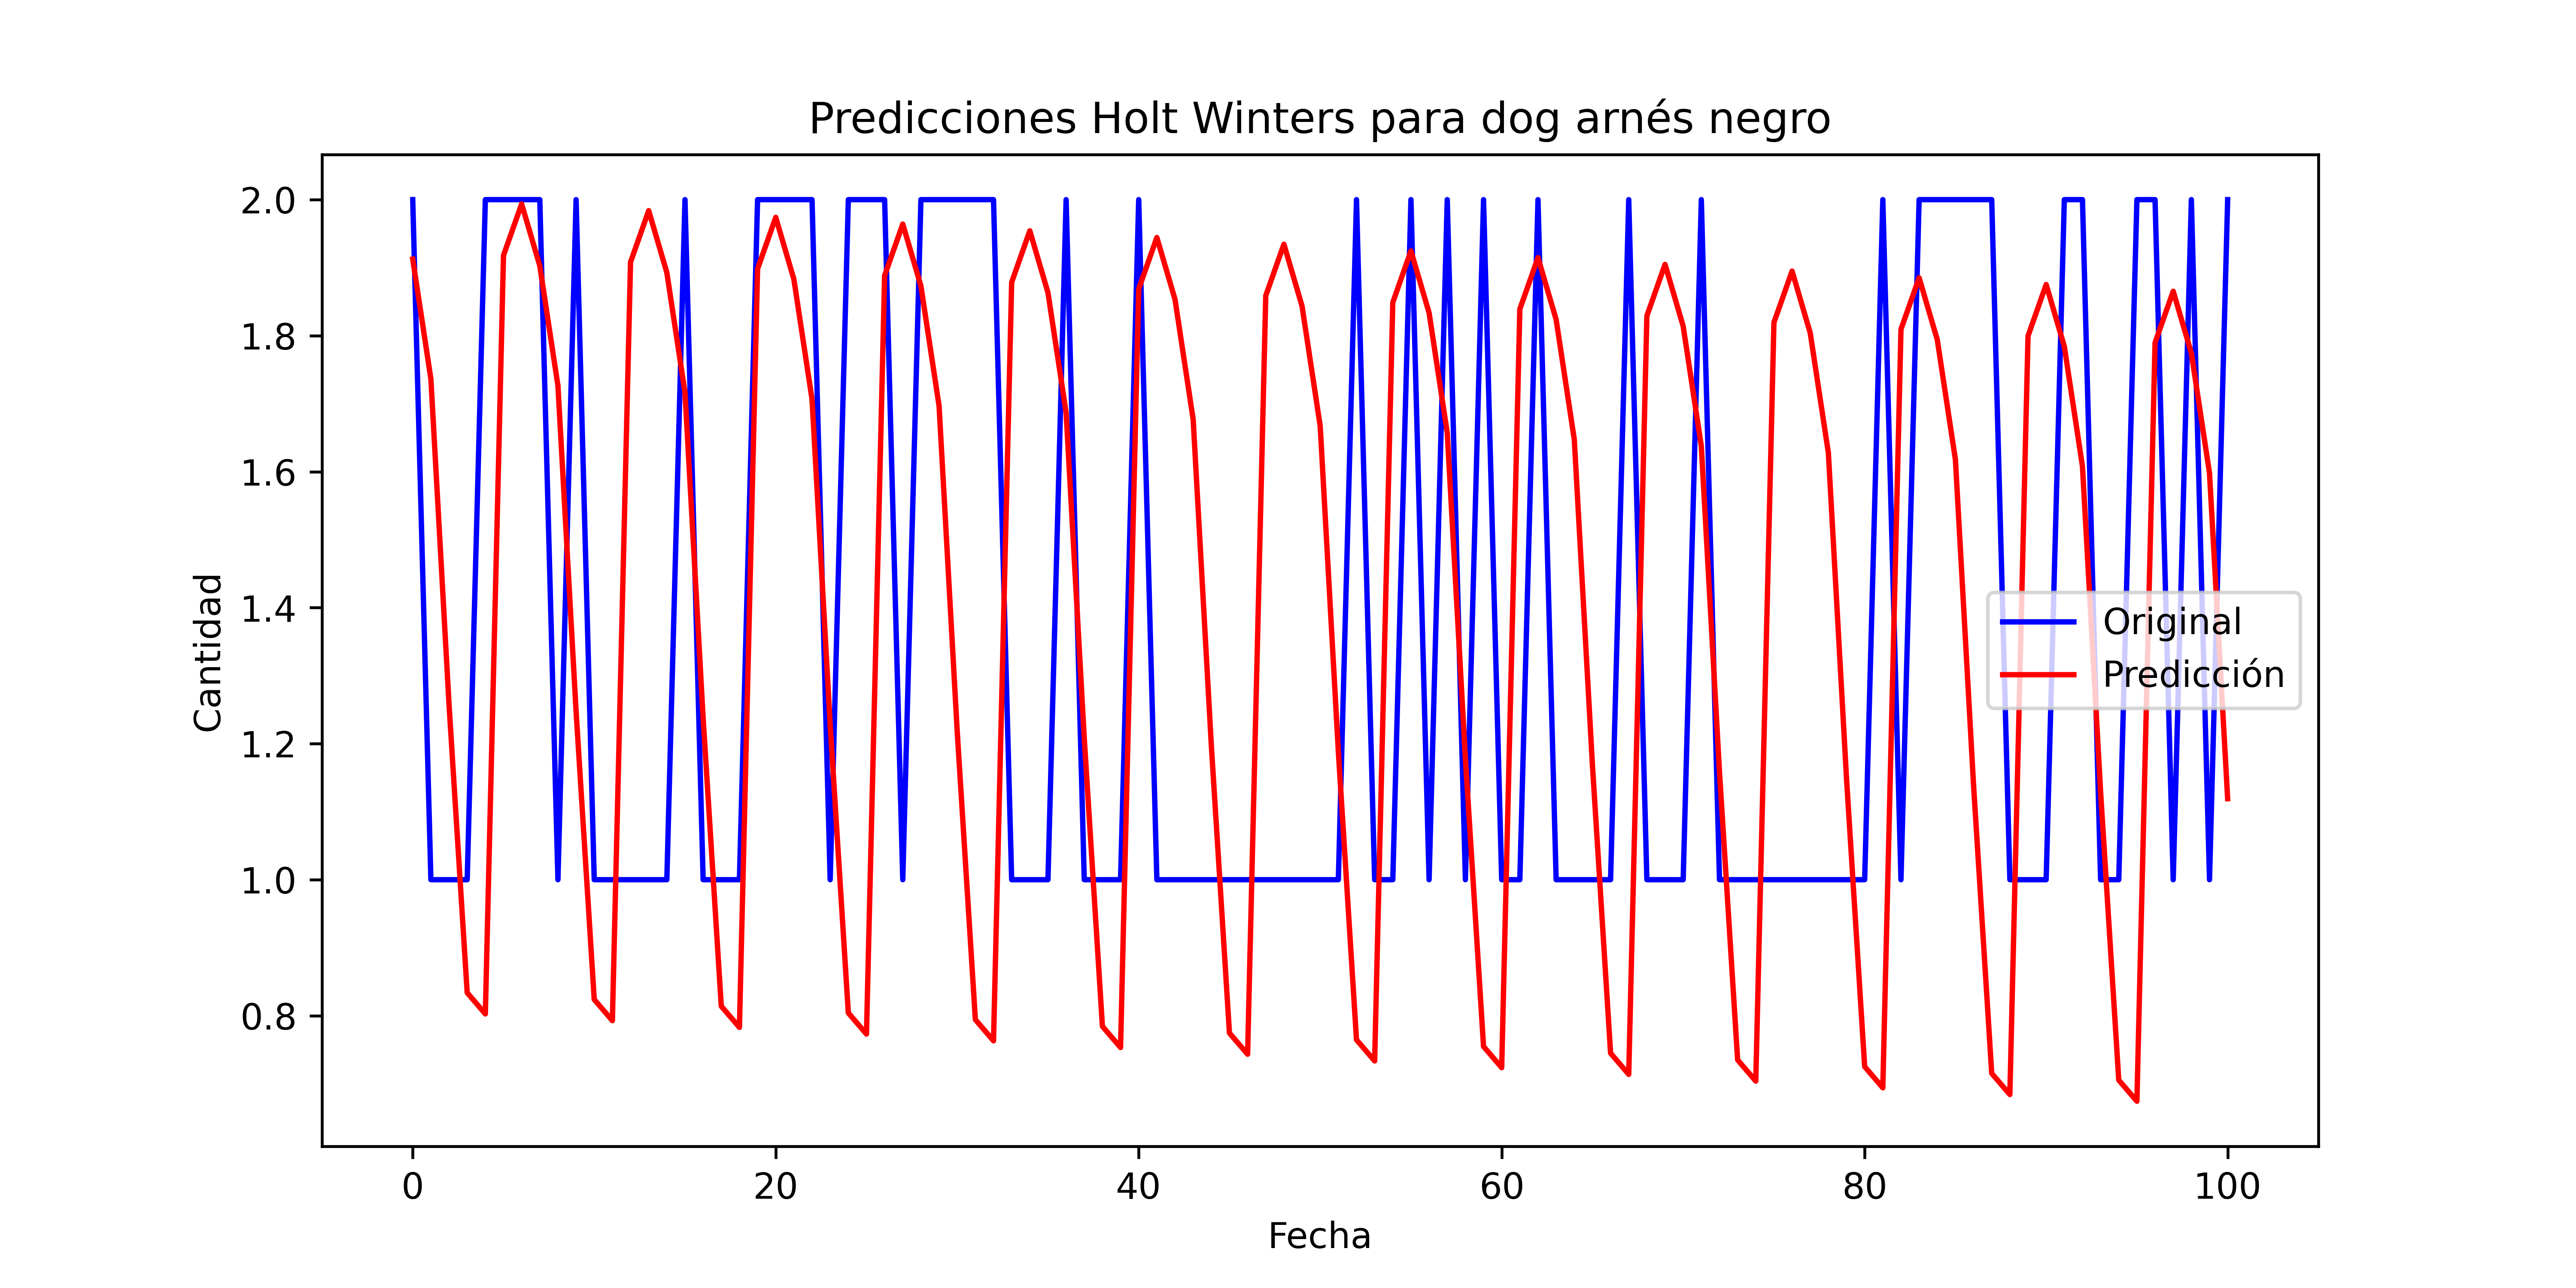 Predicciones Holt Winters para dog arnés negro
2.0
1.8
1.6
1.4
1.2
1.0
0.8
Cantidad
Original
Predicción
0 20 40 60 80 100
Fecha